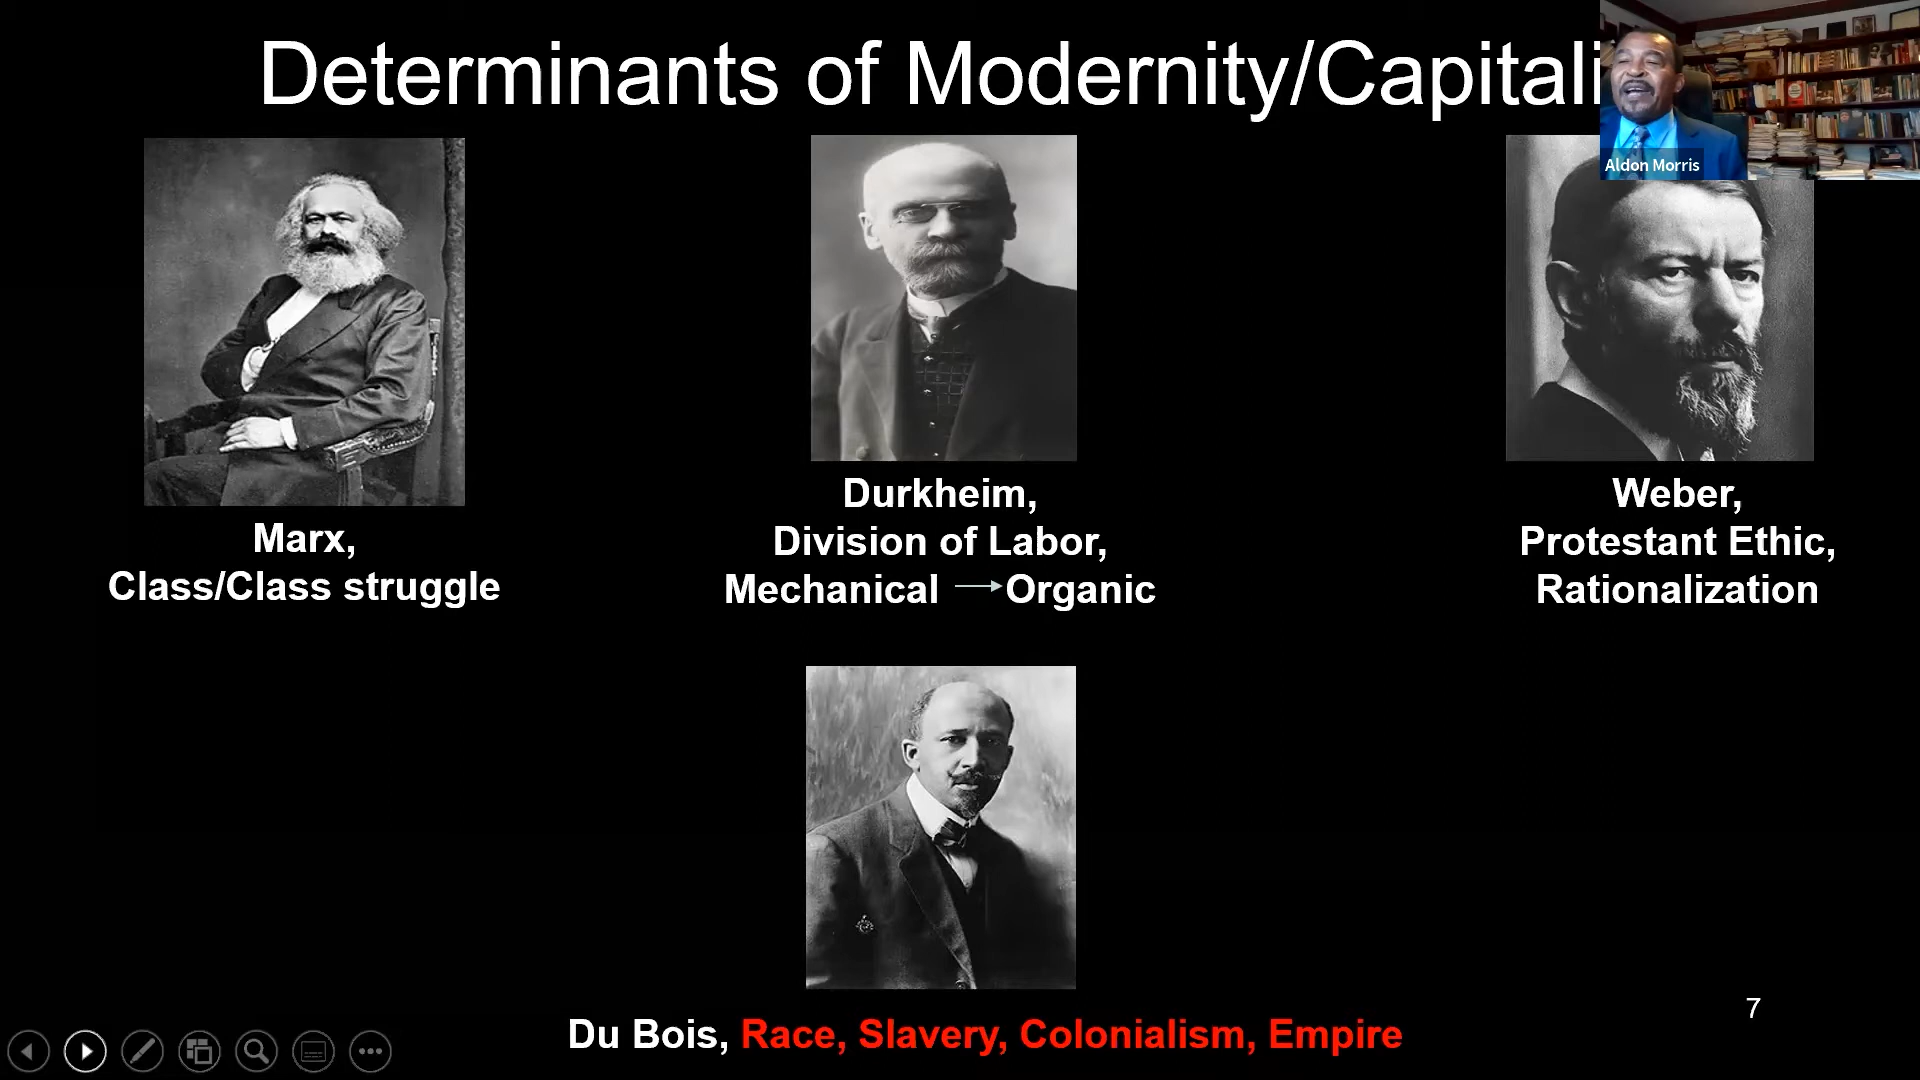 Determinants of Modernity/Capitali
Aldon Morris
Marx,
Class/Class struggle
Durkheim,
Division of Labor,
Mechanical → Organic
Weber,
Protestant Ethic,
Rationalization
Du Bois, Race, Slavery, Colonialism, Empire
7